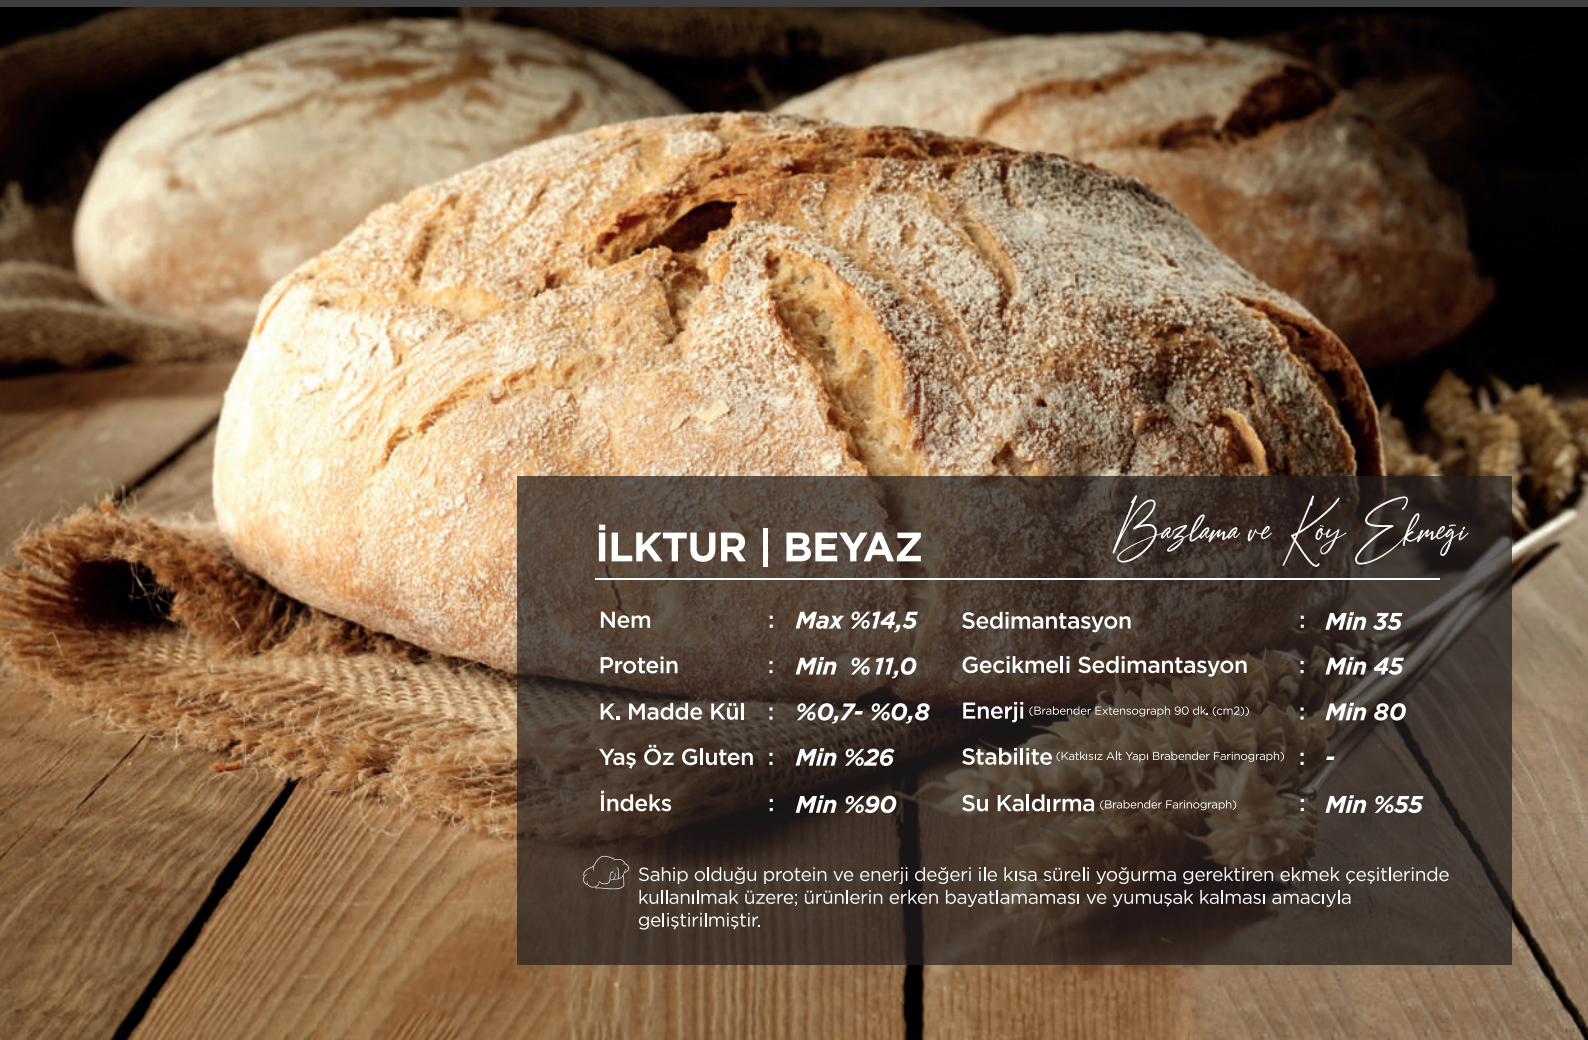 İLKTUR | BEYAZ
Bazlama ve Köy Ekmeği
Nem : Max %14,5 Sedimantasyon : Min 35
Protein : Min %11,0 Gecikmeli Sedimantasyon : Min 45
K. Madde Kül : %0,7- %0,8 Enerji (Brabender Extensograph 90 dk. (cm2)) : Min 80
Yaş Öz Gluten : Min %26 Stabilite (Katkısız Alt Yapı Brabender Farinograph) : -
İndeks : Min %90 Su Kaldırma (Brabender Farinograph) : Min %55
Sahip olduğu protein ve enerji değeri ile kısa süreli yoğurma gerektiren ekmek çeşitlerinde
kullanılmak üzere; ürünlerin erken bayatlamaması ve yumuşak kalması amacıyla
geliştirilmiştir.